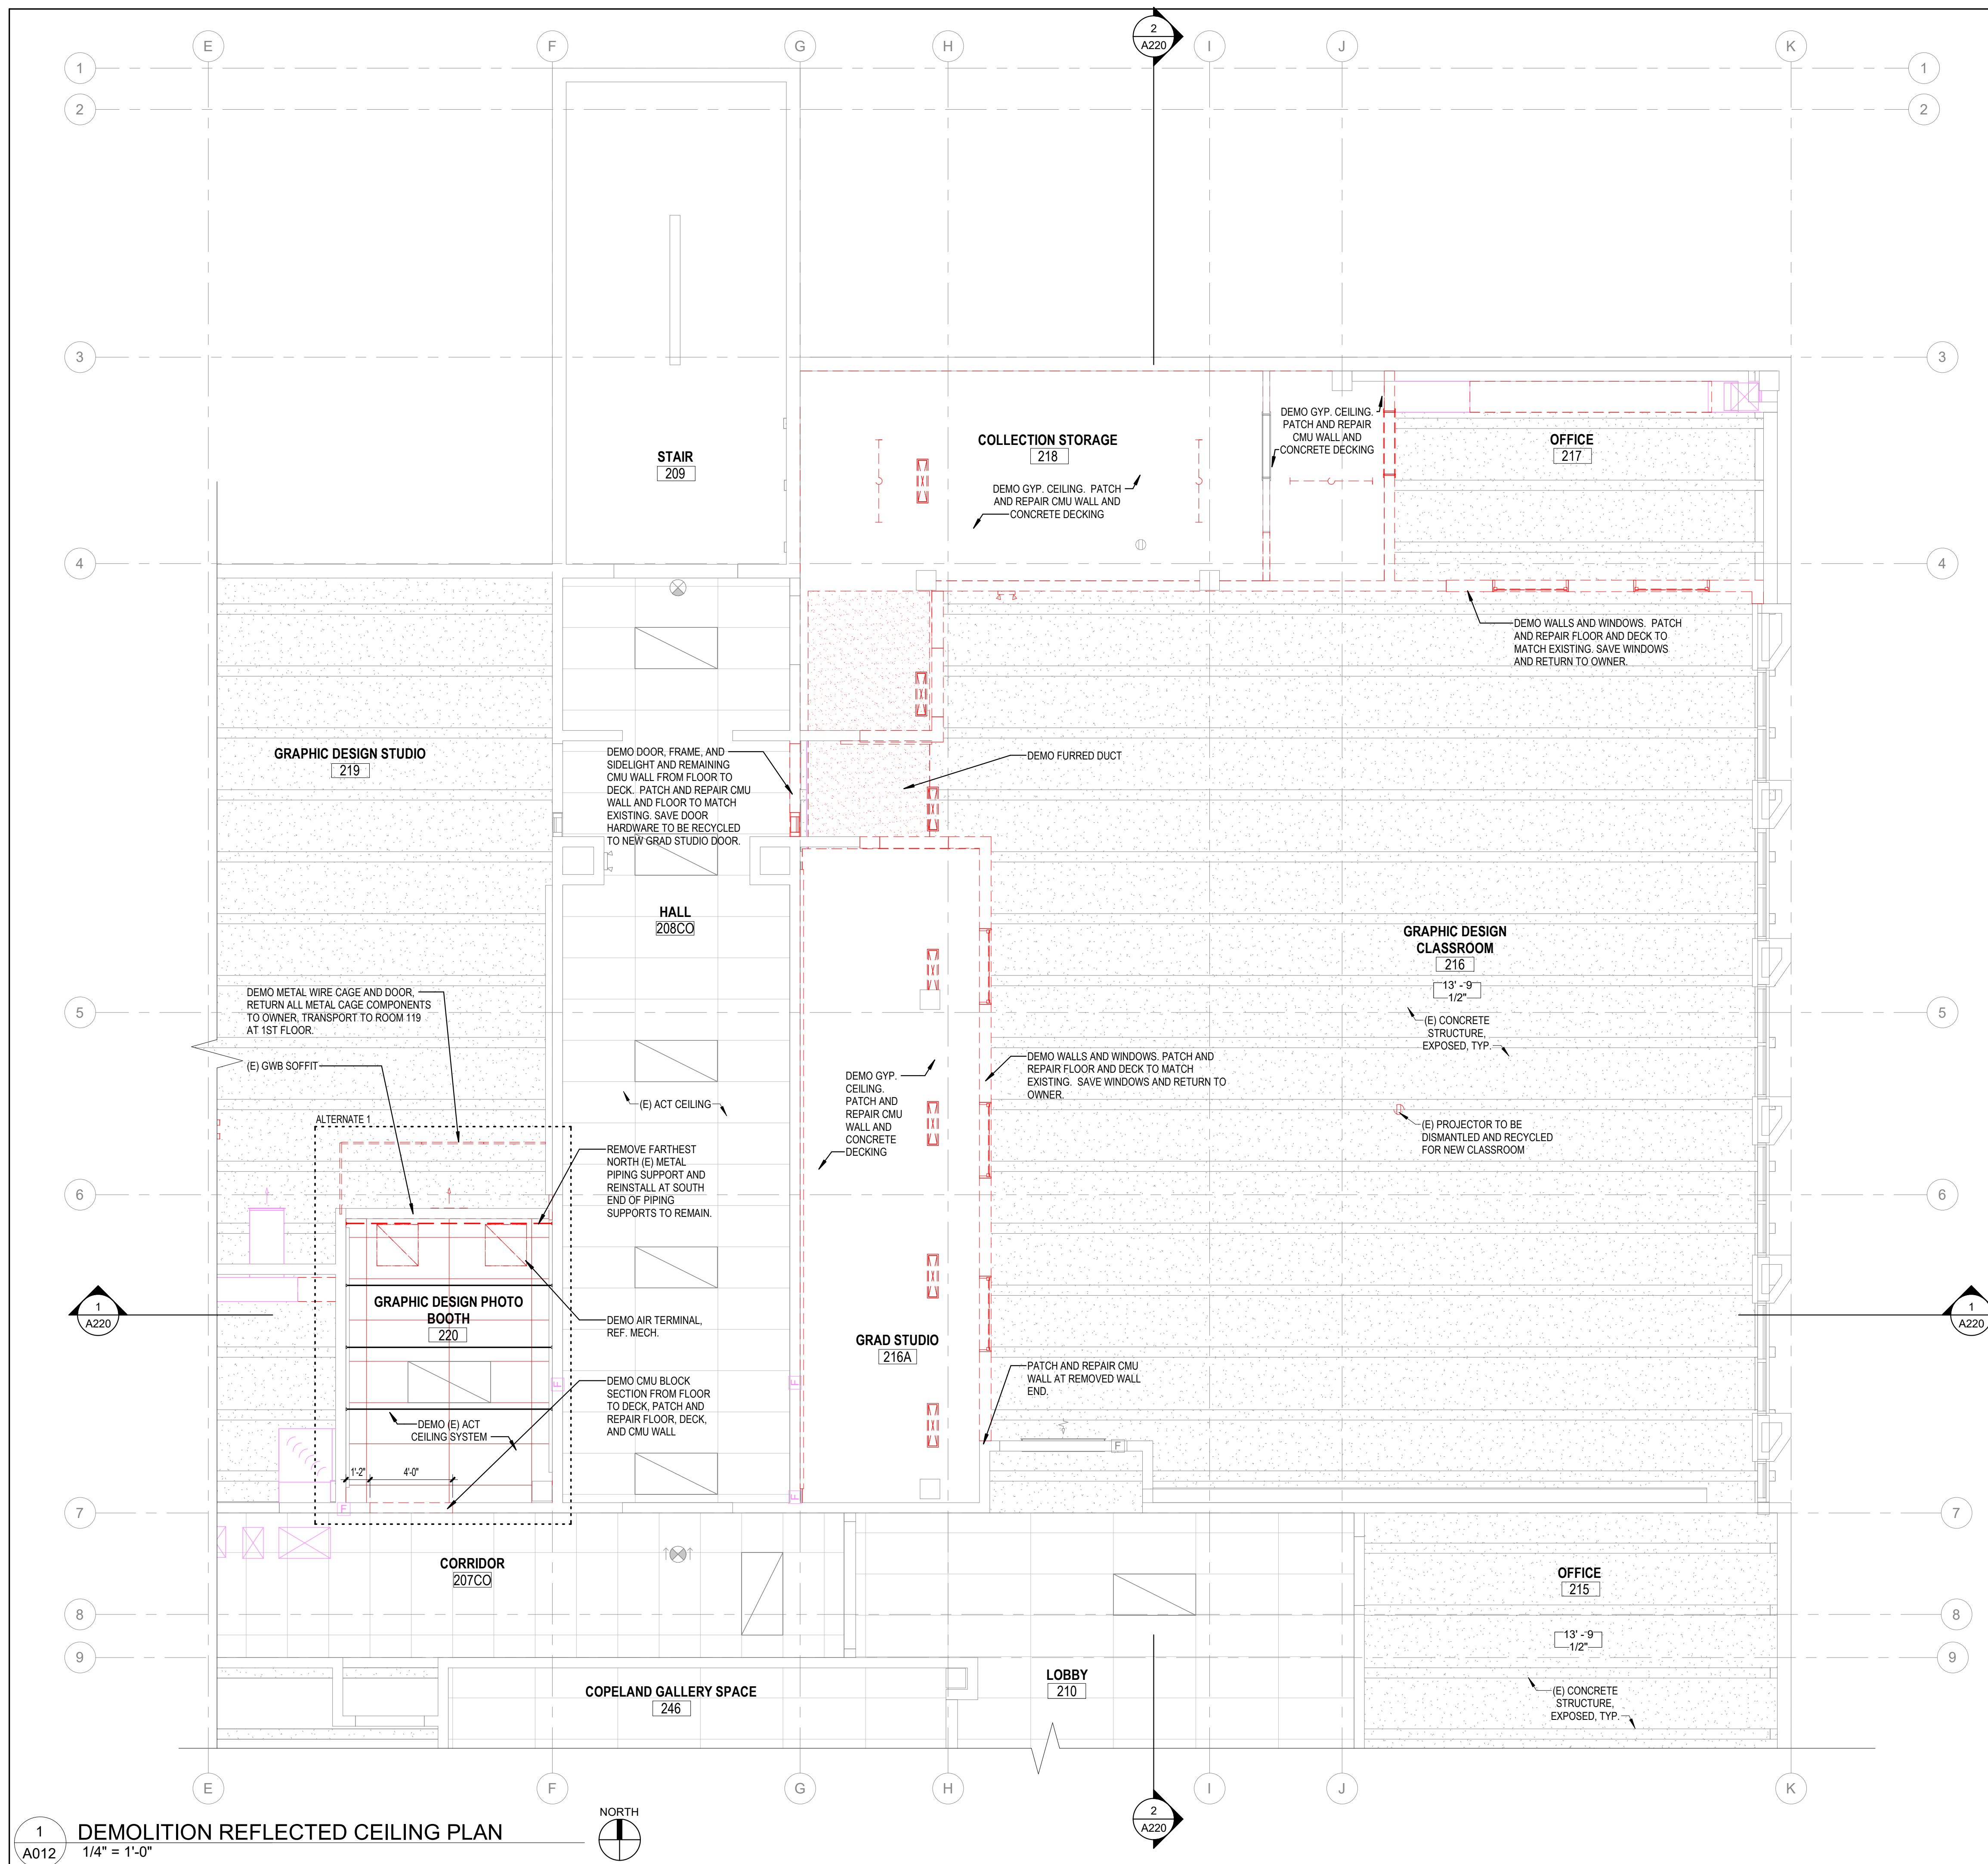 E
F
G
H
2
A220
I
J
K
1
1
2
2
3
3
DEMO GYP. CEILING.
PATCH AND REPAIR
CMU WALL AND
CONCRETE DECKING
COLLECTION STORAGE
218
OFFICE
217
STAIR
209
DEMO GYP. CEILING.  PATCH
AND REPAIR CMU WALL AND
CONCRETE DECKING
4
4
DEMO WALLS AND WINDOWS.  PATCH
AND REPAIR FLOOR AND DECK TO
MATCH EXISTING. SAVE WINDOWS
AND RETURN TO OWNER.
GRAPHIC DESIGN STUDIO
219
DEMO DOOR, FRAME, AND
SIDELIGHT AND REMAINING
CMU WALL FROM FLOOR TO
DECK.  PATCH AND REPAIR CMU
WALL AND FLOOR TO MATCH
EXISTING. SAVE DOOR
HARDWARE TO BE RECYCLED
TO NEW GRAD STUDIO DOOR.
DEMO FURRED DUCT
HALL
208CO
GRAPHIC DESIGN
CLASSROOM
216
13' - 9
1/2"
(E) CONCRETE
STRUCTURE,
EXPOSED, TYP.
DEMO METAL WIRE CAGE AND DOOR,
RETURN ALL METAL CAGE COMPONENTS
TO OWNER, TRANSPORT TO ROOM 119
AT 1ST FLOOR.
5
5
(E) GWB SOFFIT
DEMO GYP.
CEILING.
PATCH AND
REPAIR CMU
WALL AND
CONCRETE
DECKING
DEMO WALLS AND WINDOWS. PATCH AND
REPAIR FLOOR AND DECK TO MATCH
EXISTING.  SAVE WINDOWS AND RETURN TO
OWNER.
(E) ACT CEILING
ALTERNATE 1
(E) PROJECTOR TO BE
DISMANTLED AND RECYCLED
FOR NEW CLASSROOM
REMOVE FARTHEST
NORTH (E) METAL
PIPING SUPPORT AND
REINSTALL AT SOUTH
END OF PIPING
SUPPORTS TO REMAIN.
6
6
1
A220
GRAPHIC DESIGN PHOTO
BOOTH
220
DEMO AIR TERMINAL,
REF. MECH.
GRAD STUDIO
216A
1
A220
PATCH AND REPAIR CMU
WALL AT REMOVED WALL
END.
DEMO CMU BLOCK
SECTION FROM FLOOR
TO DECK, PATCH AND
REPAIR FLOOR, DECK,
AND CMU WALL
F
F
DEMO (E) ACT
CEILING SYSTEM
F
1'-2"
4'-0"
F
F
7
7
CORRIDOR
207CO
OFFICE
215
8
8
13' - 9
1/2"
9
9
LOBBY
210
COPELAND GALLERY SPACE
246
(E) CONCRETE
STRUCTURE,
EXPOSED, TYP.
E
F
G
H
2
A220
I
J
K
NORTH
1
A012
DEMOLITION REFLECTED CEILING PLAN
1/4" = 1'-0"